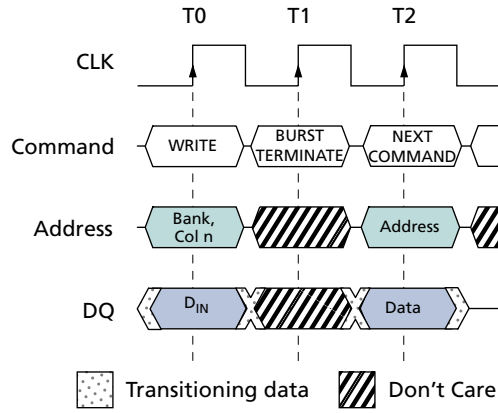 T0 T1 T2
CLK
Command WRITE BURST TERMINATE NEXT COMMAND
Address Bank, Col n Address
DQ DIN Data
Transitioning data Don't Care